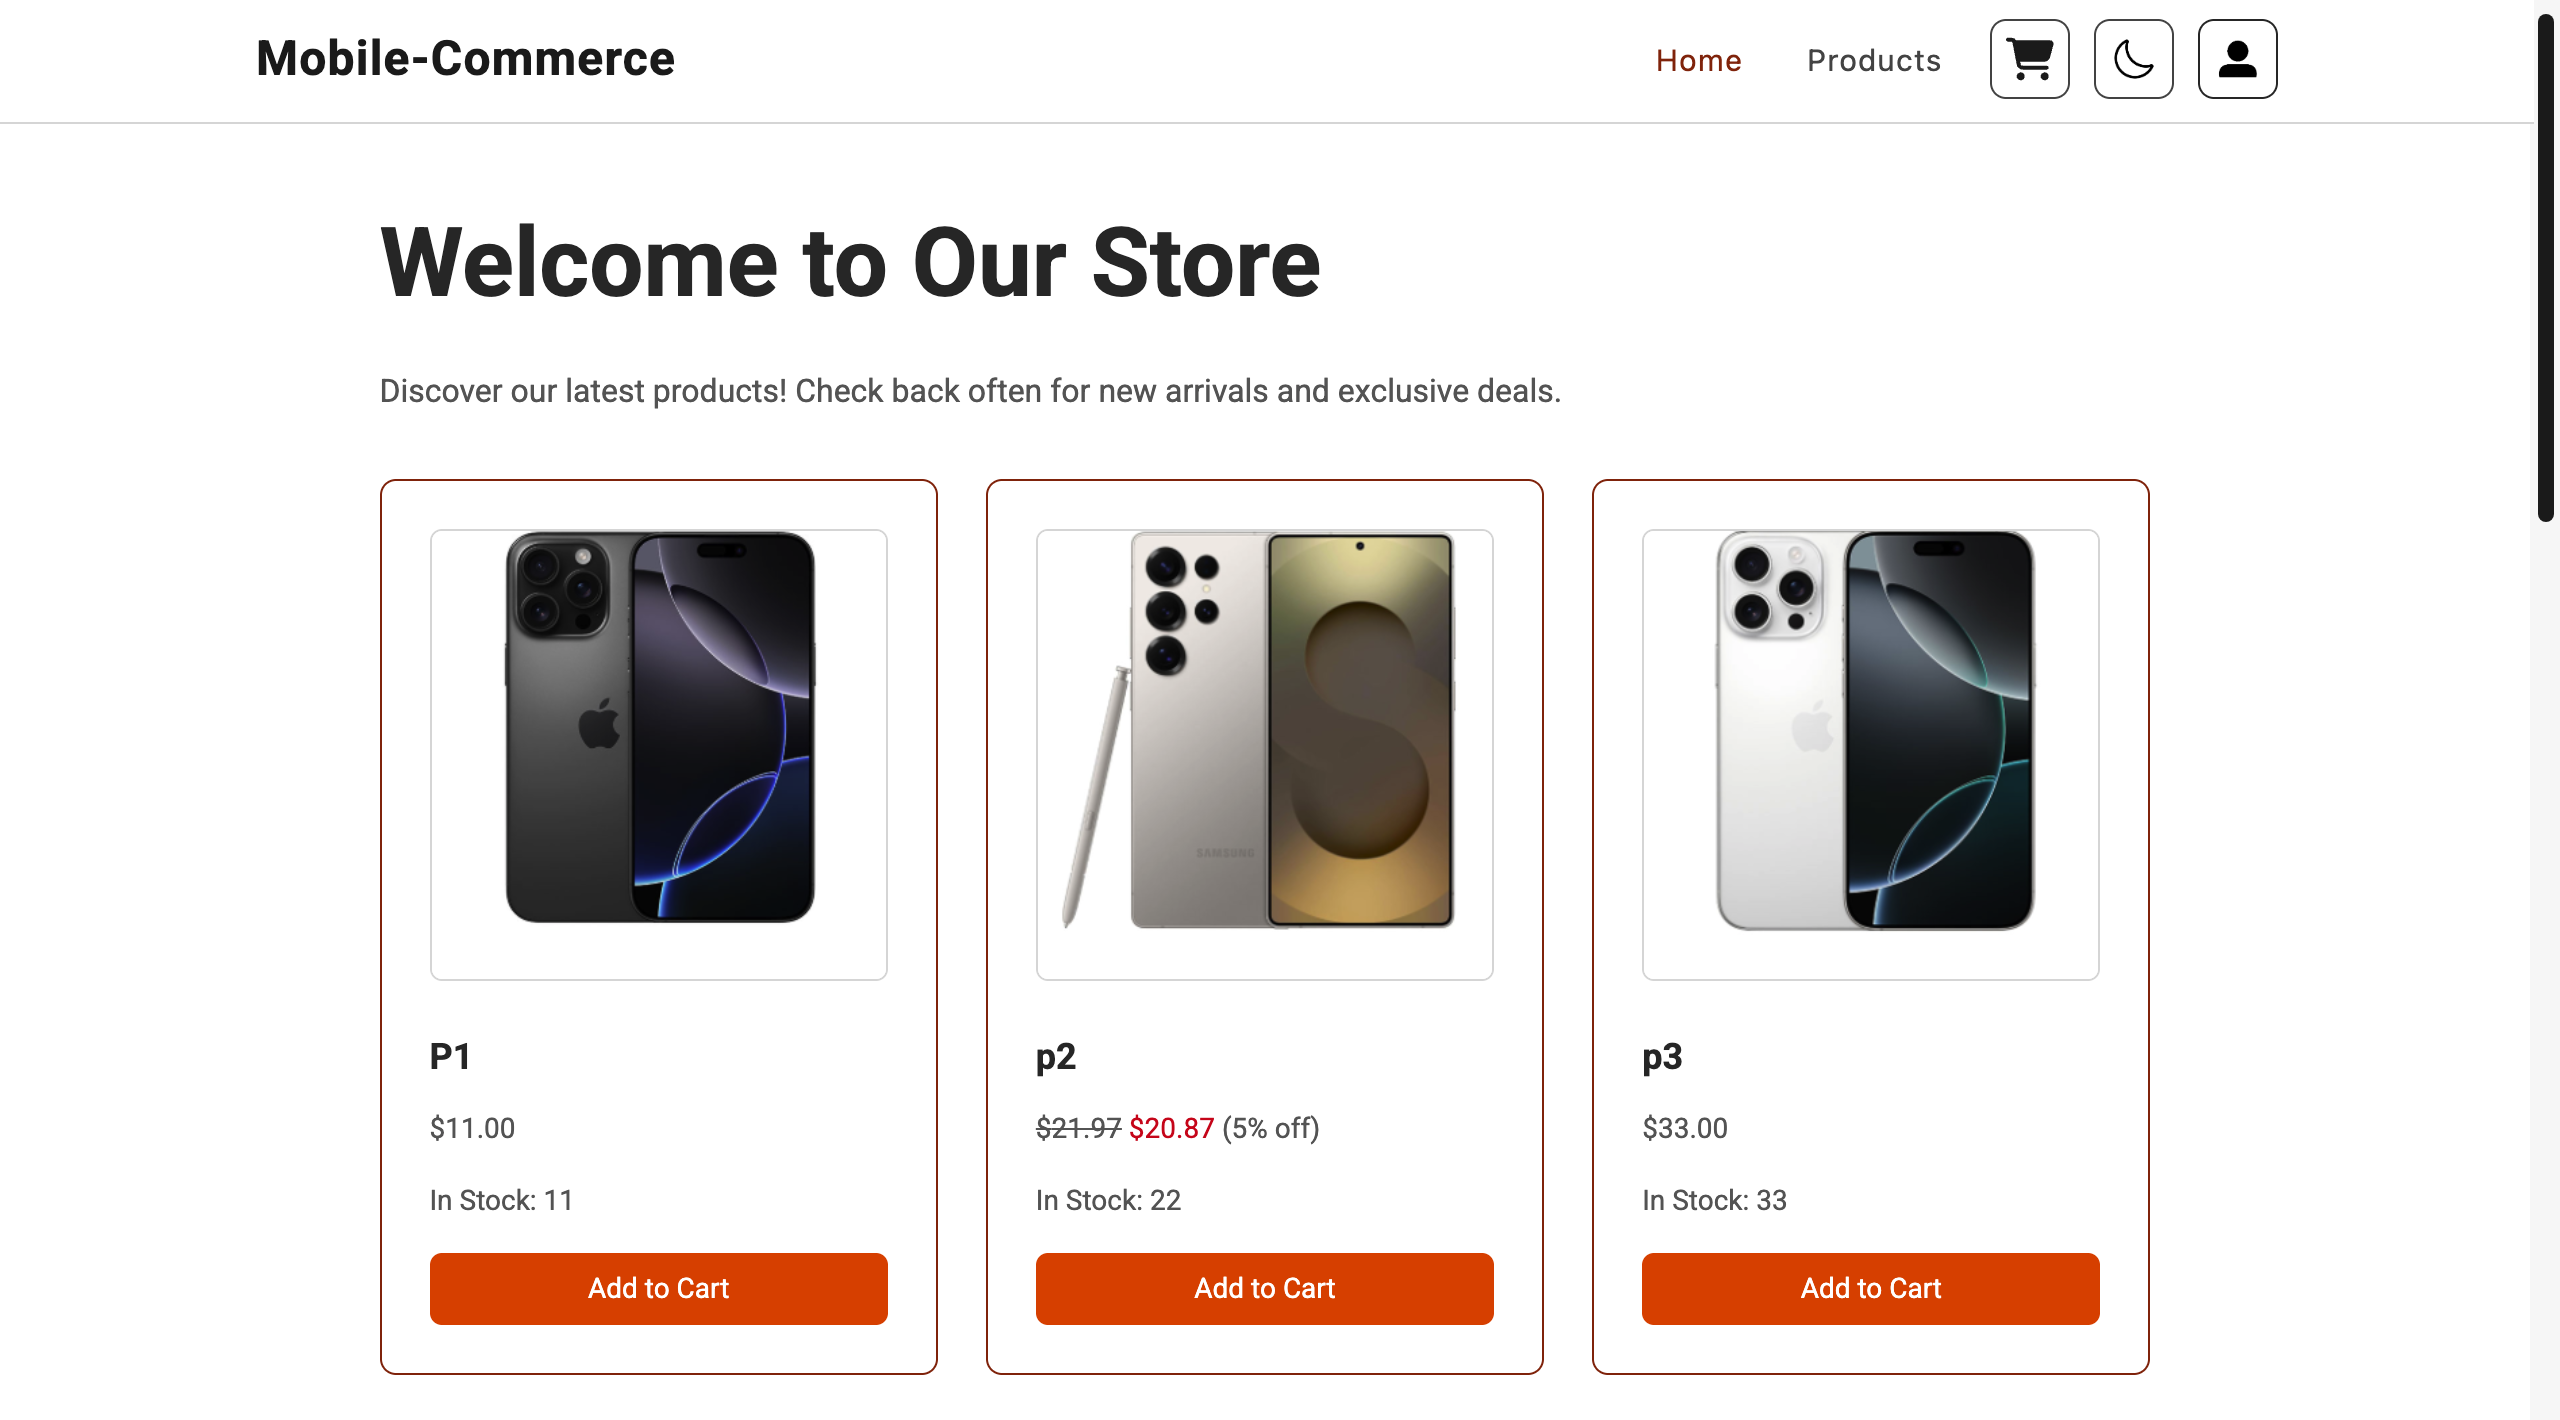 Mobile-Commerce
Home Products
Welcome to Our Store
Discover our latest products! Check back often for new arrivals and exclusive deals.
SAMSUNG
P1
$11.00
In Stock: 11
Add to Cart
p2
$21.97 $20.87 (5% off)
In Stock: 22
Add to Cart
p3
$33.00
In Stock: 33
Add to Cart